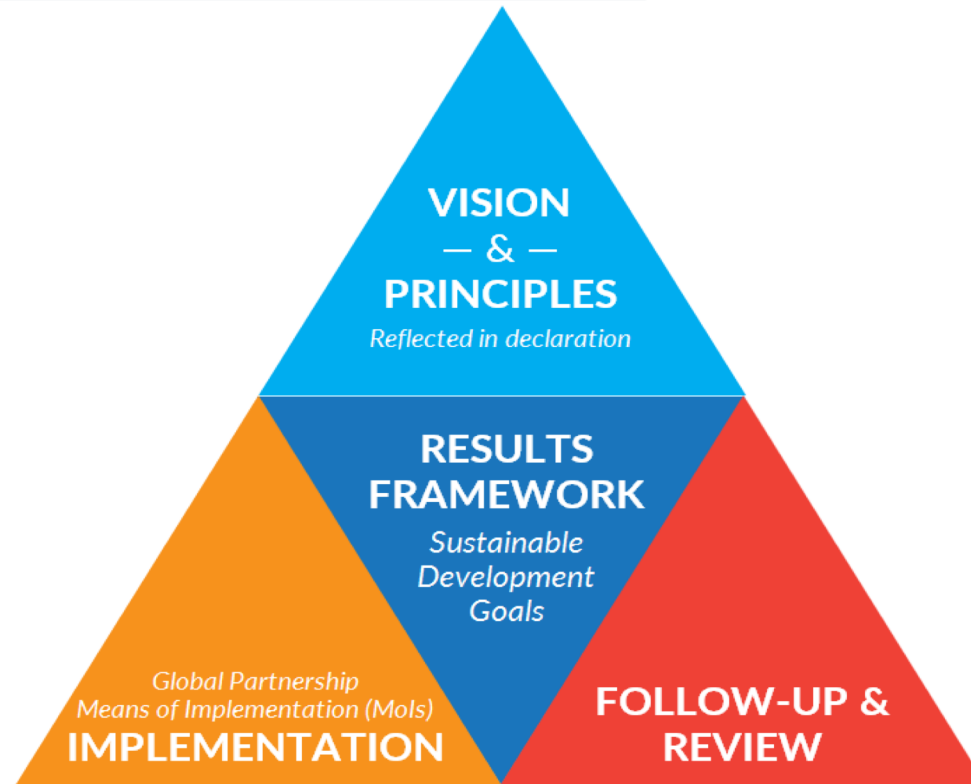 VISION
— & —
PRINCIPLES
Reflected in declaration
RESULTS
FRAMEWORK
Sustainable
Development
Goals
Global Partnership
Means of Implementation (MoIs)
IMPLEMENTATION
FOLLOW-UP &
REVIEW